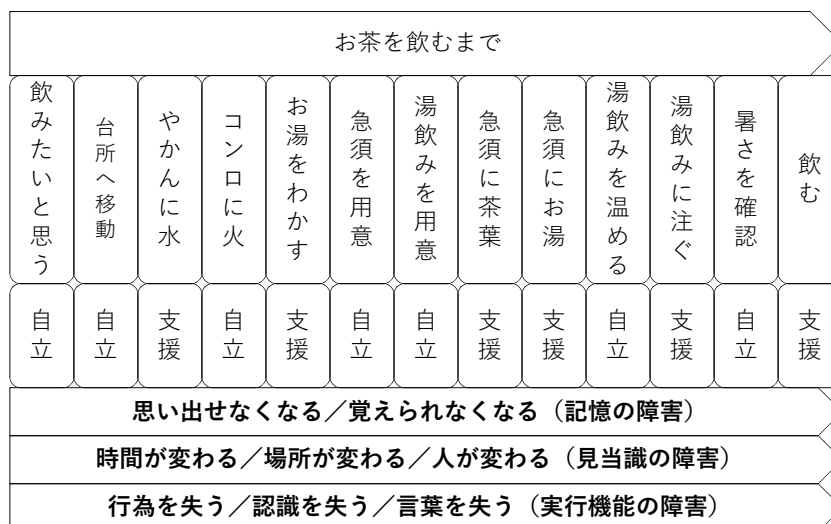 お茶を飲むまで
飲みたいと思う
台所へ移動
やかんに水
コンロに火
お湯をわかす
急須を用意
湯飲みを用意
急須に茶葉
急須にお湯
湯飲みを温める
湯飲みに注ぐ
暑さを確認
飲む
自立
自立
支援
自立
支援
自立
自立
支援
支援
自立
支援
自立
支援
思い出せなくなる／覚えられなくなる（記憶の障害）
時間が変わる／場所が変わる／人が変わる（見当識の障害）
行為を失う／認識を失う／言葉を失う（実行機能の障害）